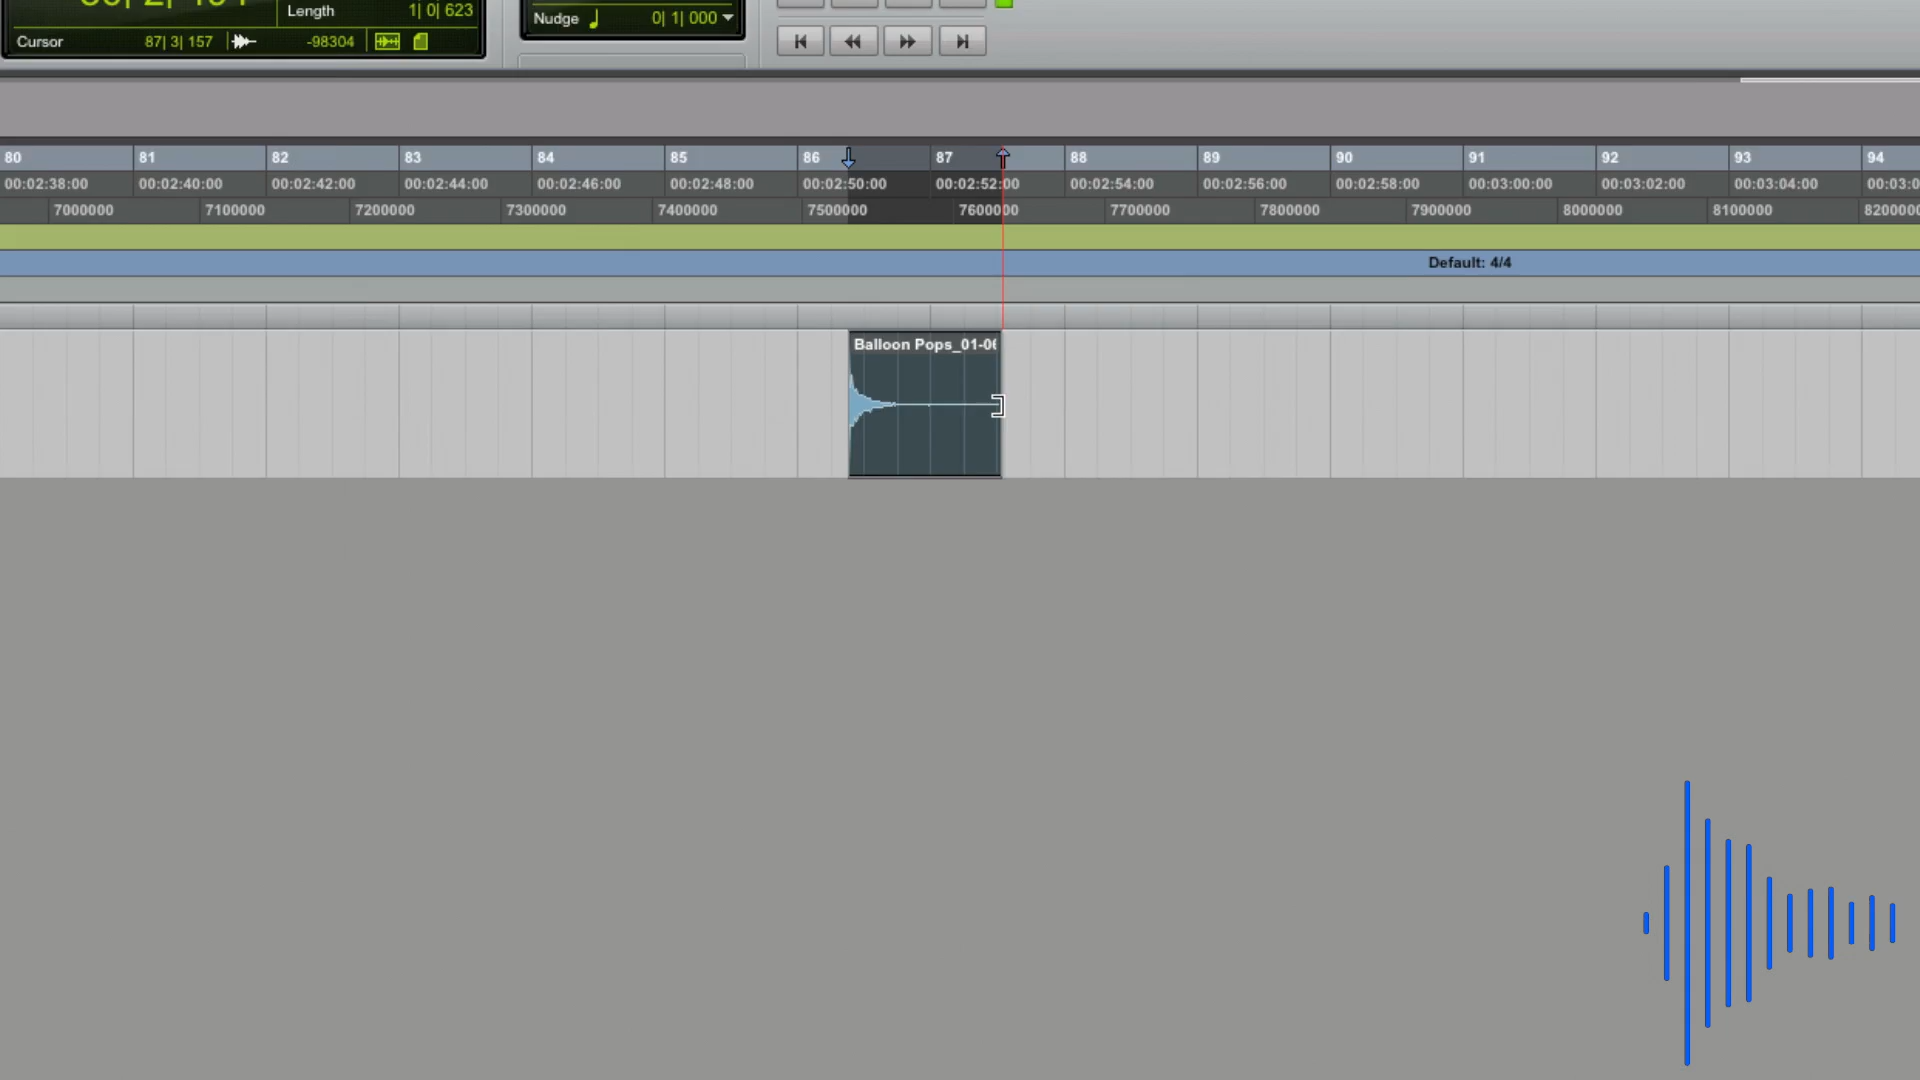 Length 1| 0| 623
Cursor 87| 3| 157 -98304
Nudge 0| 1| 000
80 81 82 83 84 85 86 87 88 89 90 91 92 93 94
00:02:38:00 00:02:40:00 00:02:42:00 00:02:44:00 00:02:46:00 00:02:48:00 00:02:50:00 00:02:52:00 00:02:54:00 00:02:56:00 00:02:58:00 00:03:00:00 00:03:02:00 00:03:04:00 00:03:0
7000000 7100000 7200000 7300000 7400000 7500000 7600000 7700000 7800000 7900000 8000000 8100000 8200000
Default: 4/4
Balloon Pops_01-06